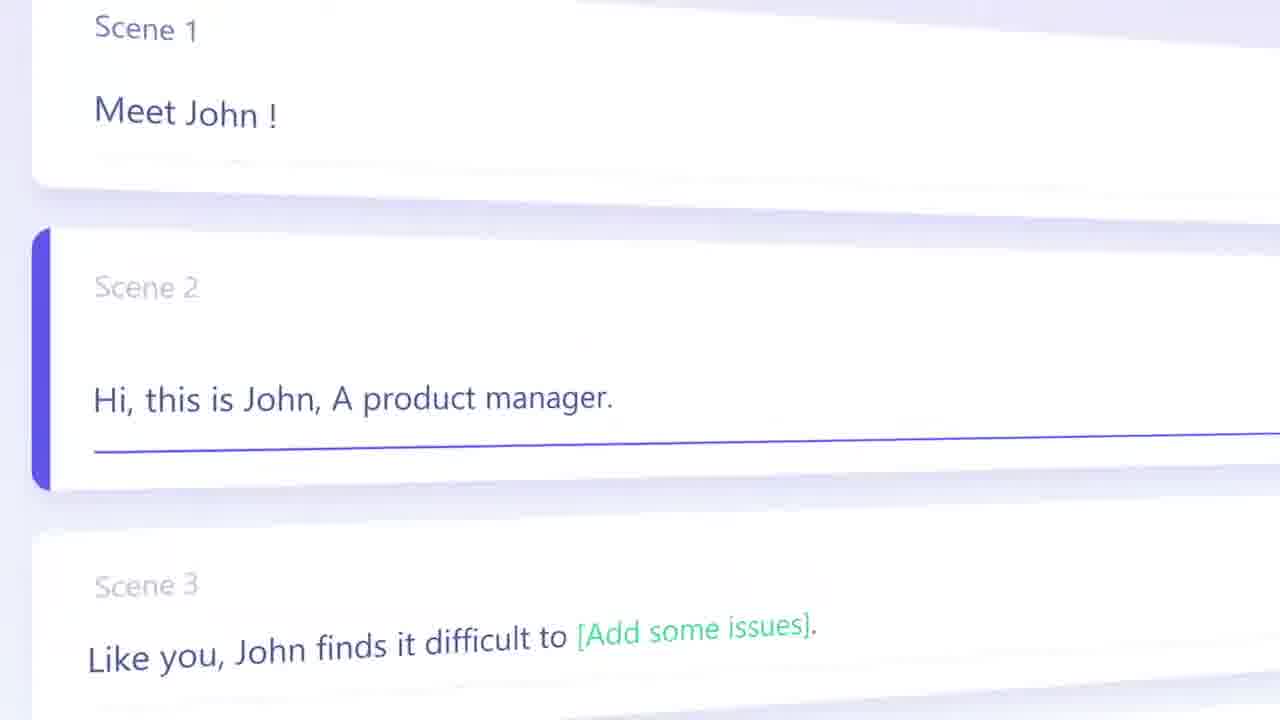 Scene 1
Meet John !
Scene 2
Hi, this is John, A product manager.
Scene 3
Like you, John finds it difficult to [Add some issues].